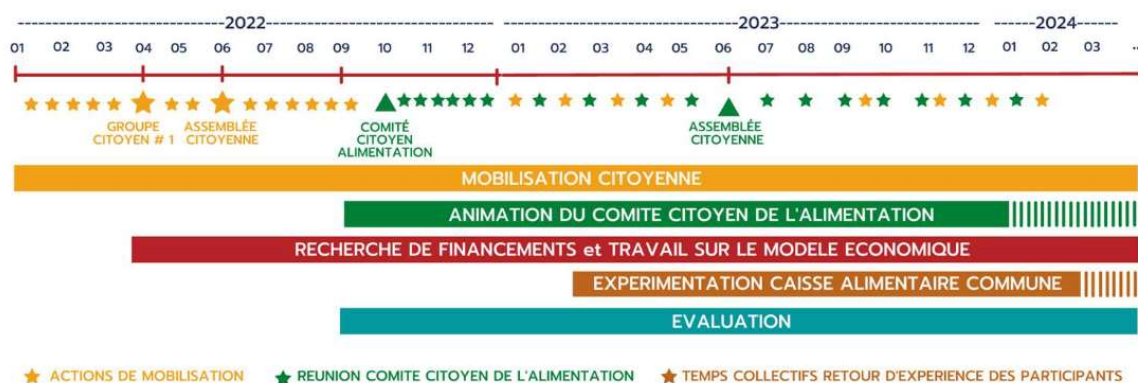 2022 2023 2024
01 02 03 04 05 06 07 08 09 10 11 12 01 02 03 04 05 06 07 08 09 10 11 12 01 02 03 ..
GROUPE
CITOYEN # 1
ASSEMBLÉE
CITOYENNE
COMITÉ
CITOYEN
ALIMENTATION
ASSEMBLÉE
CITOYENNE
MOBILISATION CITOYENNE
ANIMATION DU COMITE CITOYEN DE L'ALIMENTATION
RECHERCHE DE FINANCEMENTS et TRAVAIL SUR LE MODELE ECONOMIQUE
EXPERIMENTATION CAISSE ALIMENTAIRE COMMUNE
EVALUATION
ACTIONS DE MOBILISATION REUNION COMITE CITOYEN DE L'ALIMENTATION TEMPS COLLECTIFS RETOUR D'EXPERIENCE DES PARTICIPANTS